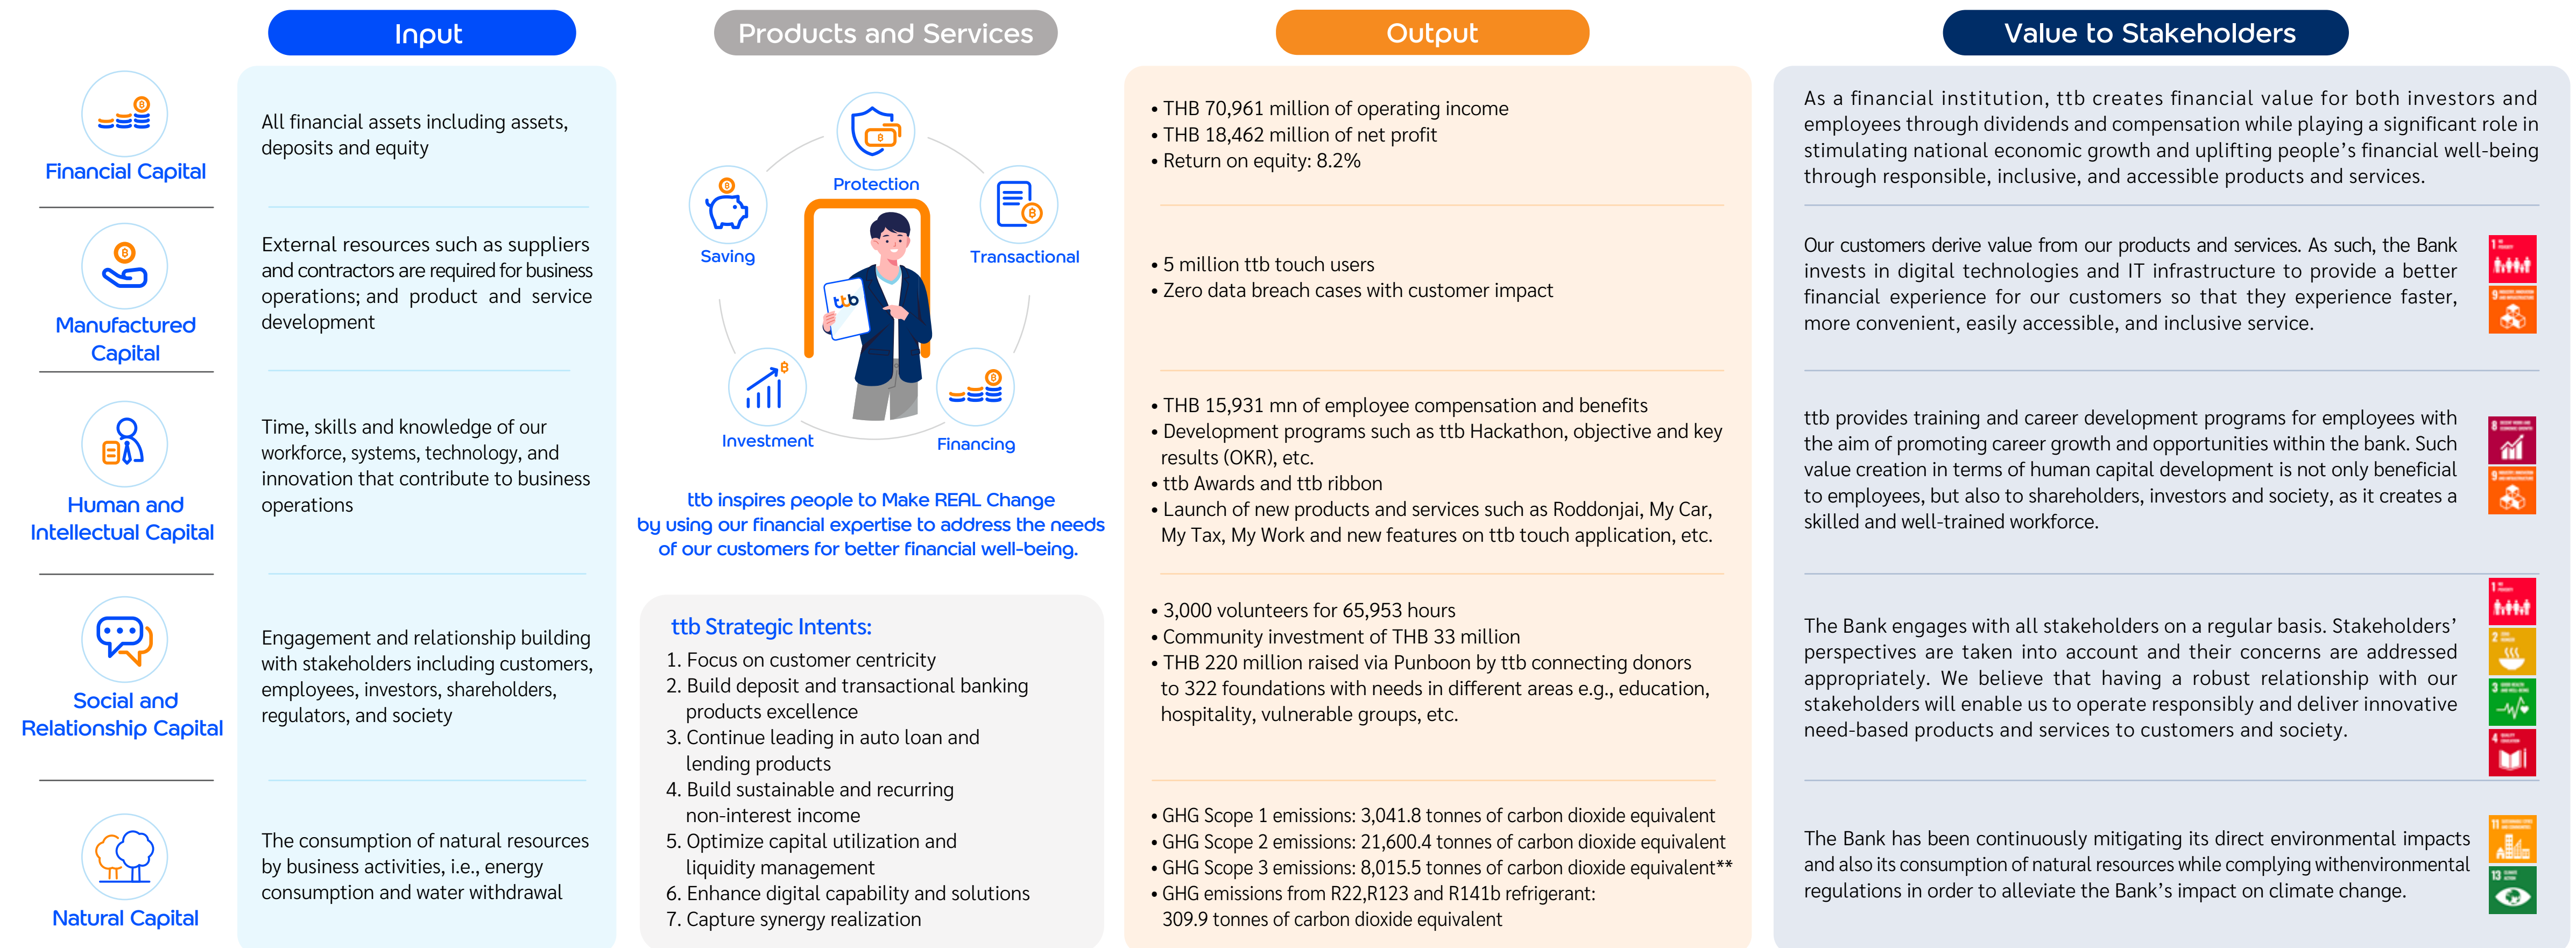 Input
Products and Services
Output
Value to Stakeholders
Financial Capital
All financial assets including assets,
deposits and equity
• THB 70,961 million of operating income
• THB 18,462 million of net profit
• Return on equity: 8.2%
As a financial institution, ttb creates financial value for both investors and
employees through dividends and compensation while playing a significant role in
stimulating national economic growth and uplifting people's financial well-being
through responsible, inclusive, and accessible products and services.
Manufactured
Capital
External resources such as suppliers
and contractors are required for business
operations; and product and service
development
• 5 million ttb touch users
• Zero data breach cases with customer impact
Our customers derive value from our products and services. As such, the Bank
invests in digital technologies and IT infrastructure to provide a better
financial experience for our customers so that they experience faster,
more convenient, easily accessible, and inclusive service.
1
9
Human and
Intellectual Capital
Time, skills and knowledge of our
workforce, systems, technology, and
innovation that contribute to business
operations
• THB 15,931 mn of employee compensation and benefits
• Development programs such as ttb Hackathon, objective and key
results (OKR), etc.
• ttb Awards and ttb ribbon
• Launch of new products and services such as Roddonjai, My Car,
My Tax, My Work and new features on ttb touch application, etc.
ttb provides training and career development programs for employees with
the aim of promoting career growth and opportunities within the bank. Such
value creation in terms of human capital development is not only beneficial
to employees, but also to shareholders, investors and society, as it creates a
skilled and well-trained workforce.
8
9
Social and
Relationship Capital
Engagement and relationship building
with stakeholders including customers,
employees, investors, shareholders,
regulators, and society
• 3,000 volunteers for 65,953 hours
• Community investment of THB 33 million
• THB 220 million raised via Punboon by ttb connecting donors
to 322 foundations with needs in different areas e.g., education,
hospitality, vulnerable groups, etc.
The Bank engages with all stakeholders on a regular basis. Stakeholders'
perspectives are taken into account and their concerns are addressed
appropriately. We believe that having a robust relationship with our
stakeholders will enable us to operate responsibly and deliver innovative
need-based products and services to customers and society.
1
2
3
4
Natural Capital
The consumption of natural resources
by business activities, i.e., energy
consumption and water withdrawal
• GHG Scope 1 emissions: 3,041.8 tonnes of carbon dioxide equivalent
• GHG Scope 2 emissions: 21,600.4 tonnes of carbon dioxide equivalent
• GHG Scope 3 emissions: 8,015.5 tonnes of carbon dioxide equivalent**
• GHG emissions from R22,R123 and R141b refrigerant:
309.9 tonnes of carbon dioxide equivalent
The Bank has been continuously mitigating its direct environmental impacts
and also its consumption of natural resources while complying withenvironmental
regulations in order to alleviate the Bank's impact on climate change.
11
13
Protection
Saving
Transactional
ttb
Investment
Financing
ttb inspires people to Make REAL Change
by using our financial expertise to address the needs
of our customers for better financial well-being.
ttb Strategic Intents:
1. Focus on customer centricity
2. Build deposit and transactional banking
products excellence
3. Continue leading in auto loan and
lending products
4. Build sustainable and recurring
non-interest income
5. Optimize capital utilization and
liquidity management
6. Enhance digital capability and solutions
7. Capture synergy realization